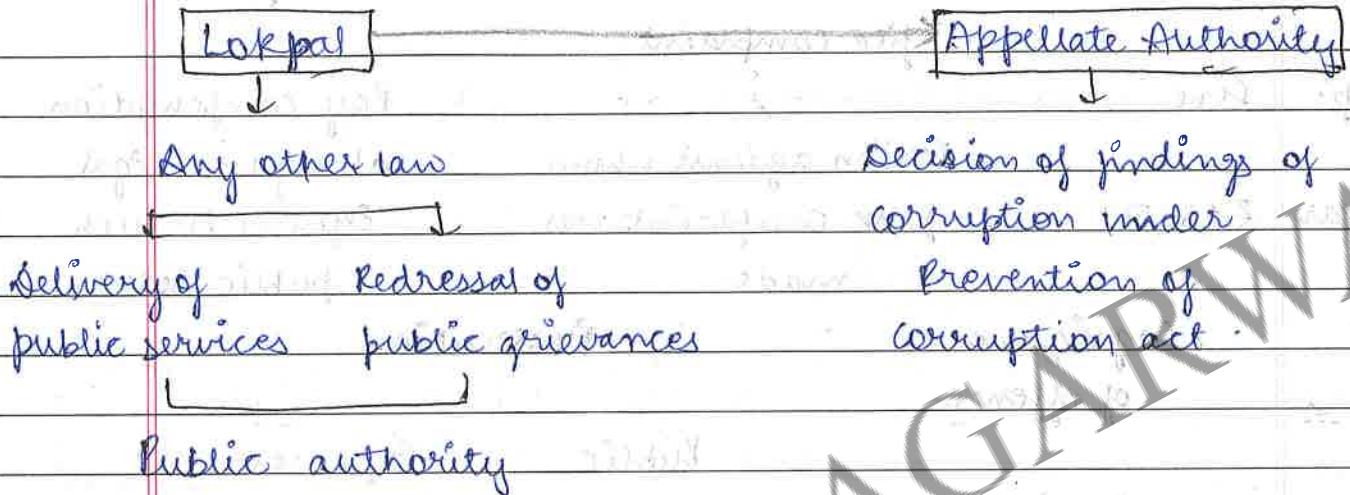 Lokpal
Appellate Authority
Any other law
Delivery of
public services
Redressal of
public grievances
Public authority
Decision of findings of
corruption under
Prevention of
corruption act.
AGARWA